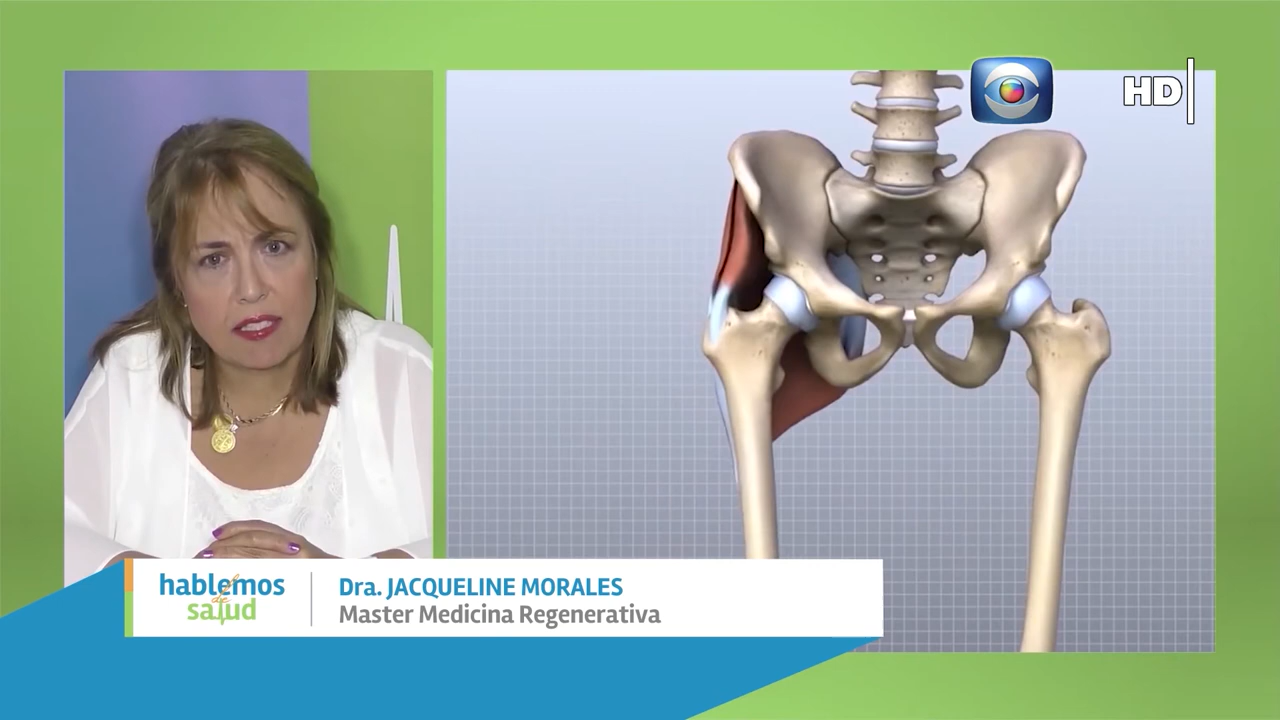 HD
hablemos
de
salud
Dra. JACQUELINE MORALES
Master Medicina Regenerativa